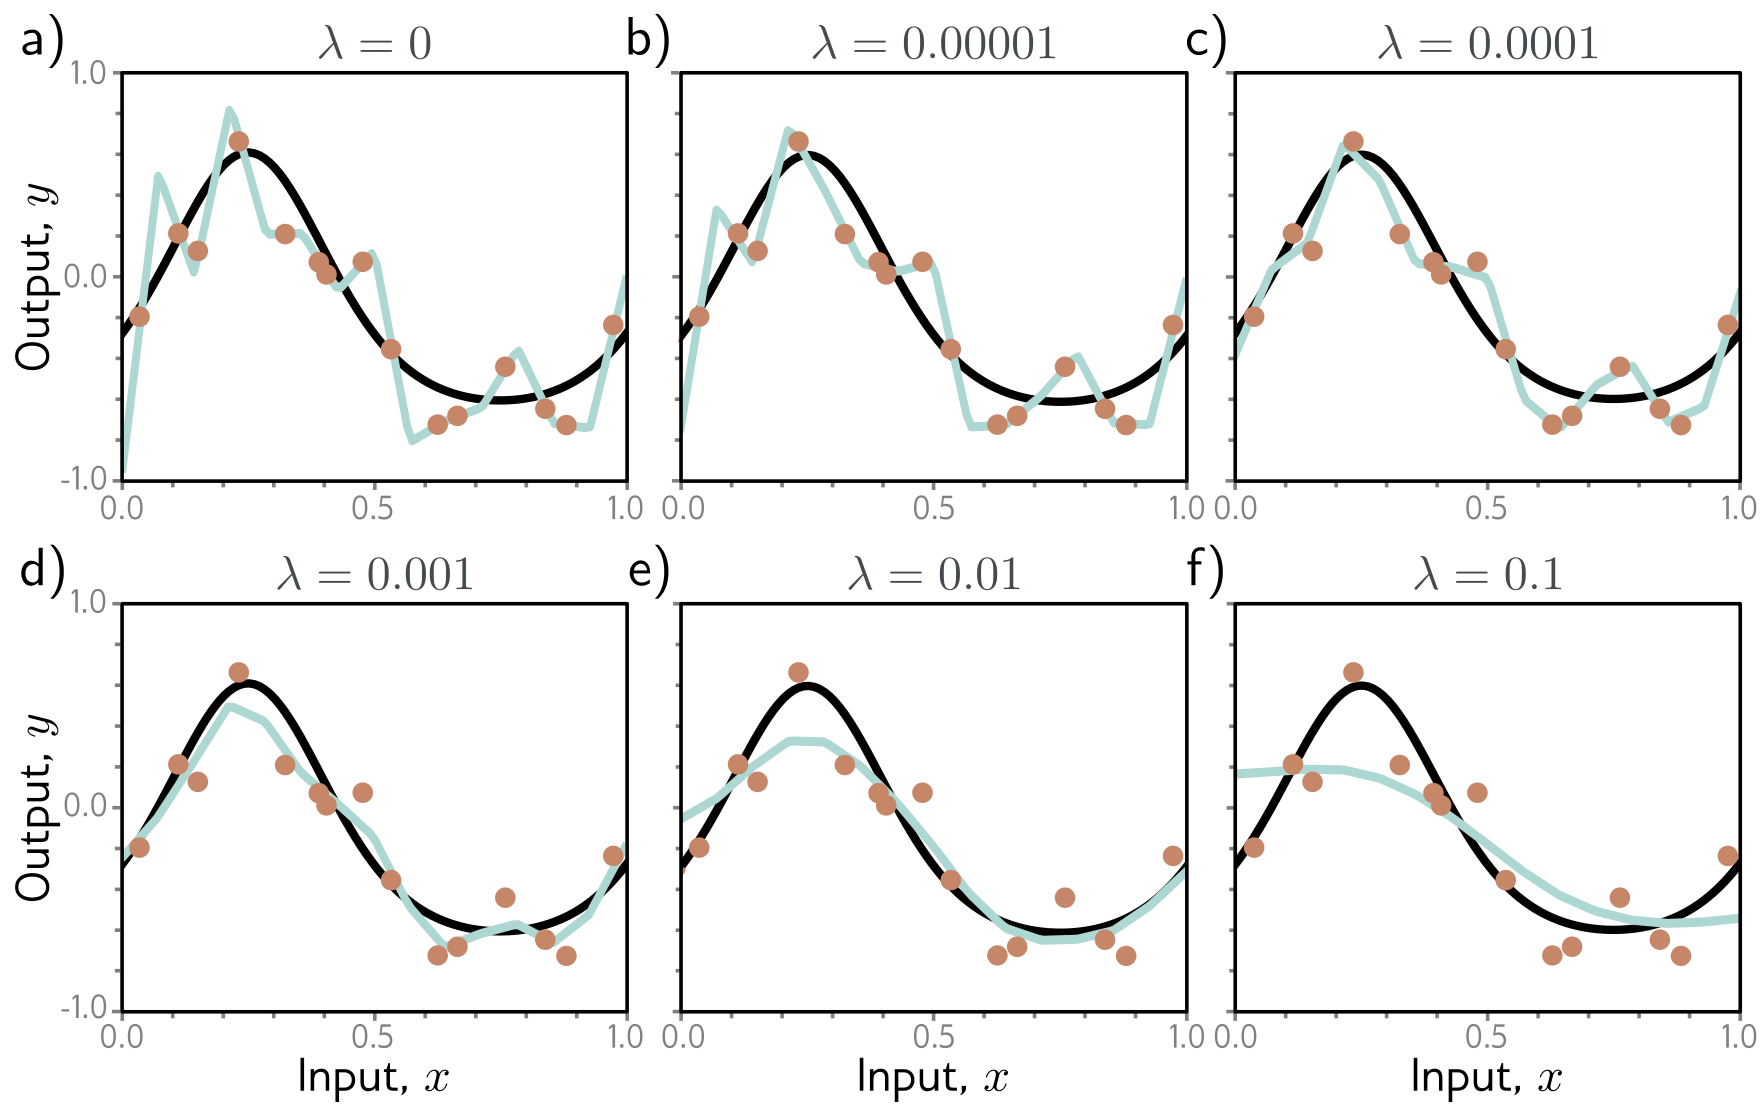 a) λ = 0
b) λ = 0.00001
c) λ = 0.0001
1.0
0.0
-1.0
Output, y
0.0 0.5 1.0
0.0 0.5 1.0
0.0 0.5 1.0
d) λ = 0.001
e) λ = 0.01
f) λ = 0.1
1.0
0.0
-1.0
Output, y
0.0 0.5 1.0
0.0 0.5 1.0
0.0 0.5 1.0
Input, x
Input, x
Input, x